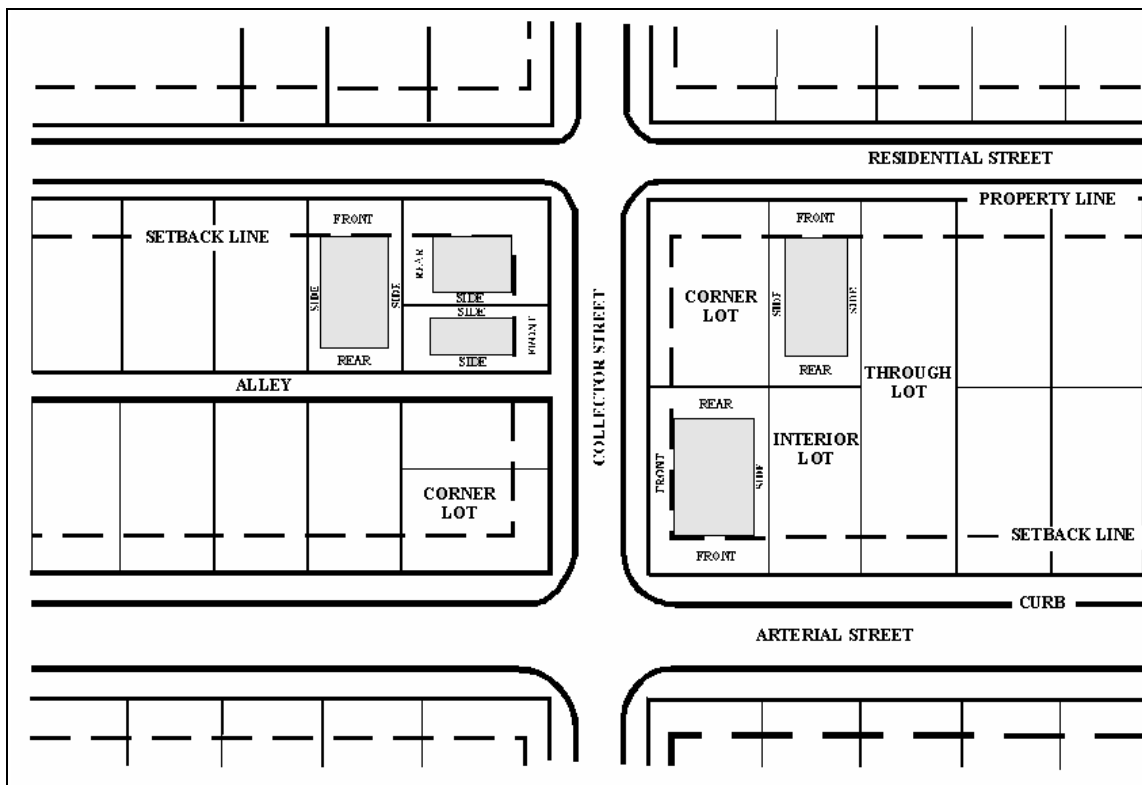 RESIDENTIAL STREET
PROPERTY LINE
FRONT
FRONT
SETBACK LINE
REAR
SIDE
SIDE
SIDE
SIDE
FRONT
SIDE
REAR
ALLEY
COLLECTOR STREET
CORNER
LOT
SIDE
SIDE
REAR
THROUGH
LOT
REAR
INTERIOR
LOT
FRONT
SIDE
CORNER
LOT
SETBACK LINE
FRONT
CURB
ARTERIAL STREET